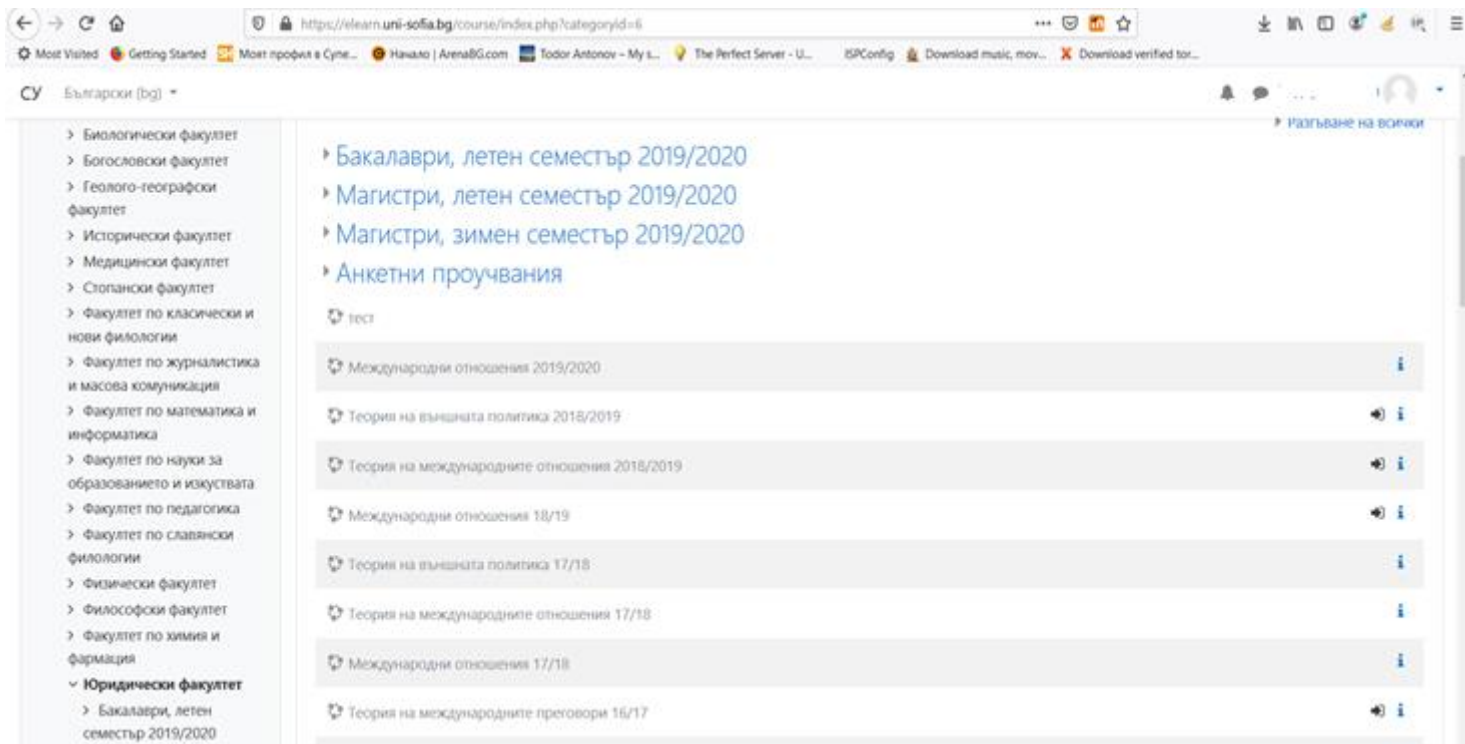 https://elearn.uni-sofia.bg/course/index.php?categoryid=6
Most Visited Getting Started Моят профил в Супе... Начало | ArenaBG.com Todor Antonov – My s... The Perfect Server - U... ISPConfig Download music, mov... Download verified tor...
СУ Български (bg)
Разгъване на всички
Биологически факултет
Богословски факултет
Геолого-географски
факултет
Исторически факултет
Медицински факултет
Стопански факултет
Факултет по класически и
нови филологии
Факултет по журналистика
и масова комуникация
Факултет по математика и
информатика
Факултет по науки за
образованието и изкуствата
Факултет по педагогика
Факултет по славянски
филологии
Физически факултет
Философски факултет
Факултет по химия и
фармация
Юридически факултет
Бакалаври, летен
семестър 2019/2020
Бакалаври, летен семестър 2019/2020
Магистри, летен семестър 2019/2020
Магистри, зимен семестър 2019/2020
Анкетни проучвания
тест
Международни отношения 2019/2020
Теория на външната политика 2018/2019
Теория на международните отношения 2018/2019
Международни отношения 18/19
Теория на външната политика 17/18
Теория на международните отношения 17/18
Международни отношения 17/18
Теория на международните преговори 16/17